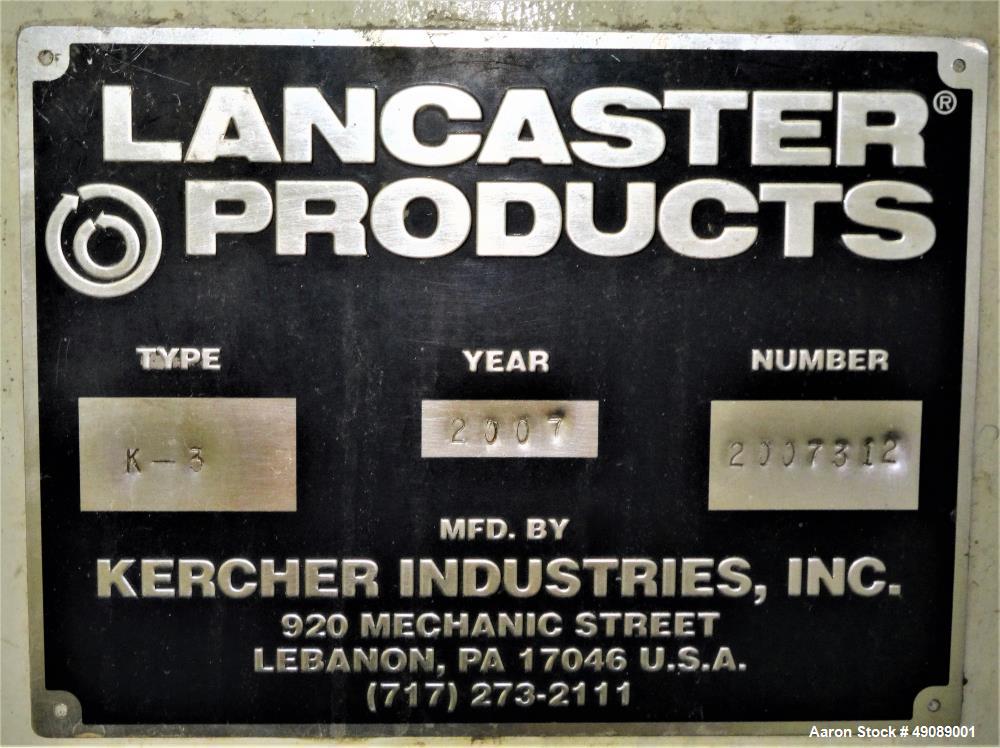 LANCASTER®
PRODUCTS
TYPE YEAR NUMBER
K-3 2007 2007312
MFD. BY
KERCHER INDUSTRIES, INC.
920 MECHANIC STREET
LEBANON, PA 17046 U.S.A.
(717) 273-2111
Aaron Stock # 49089001